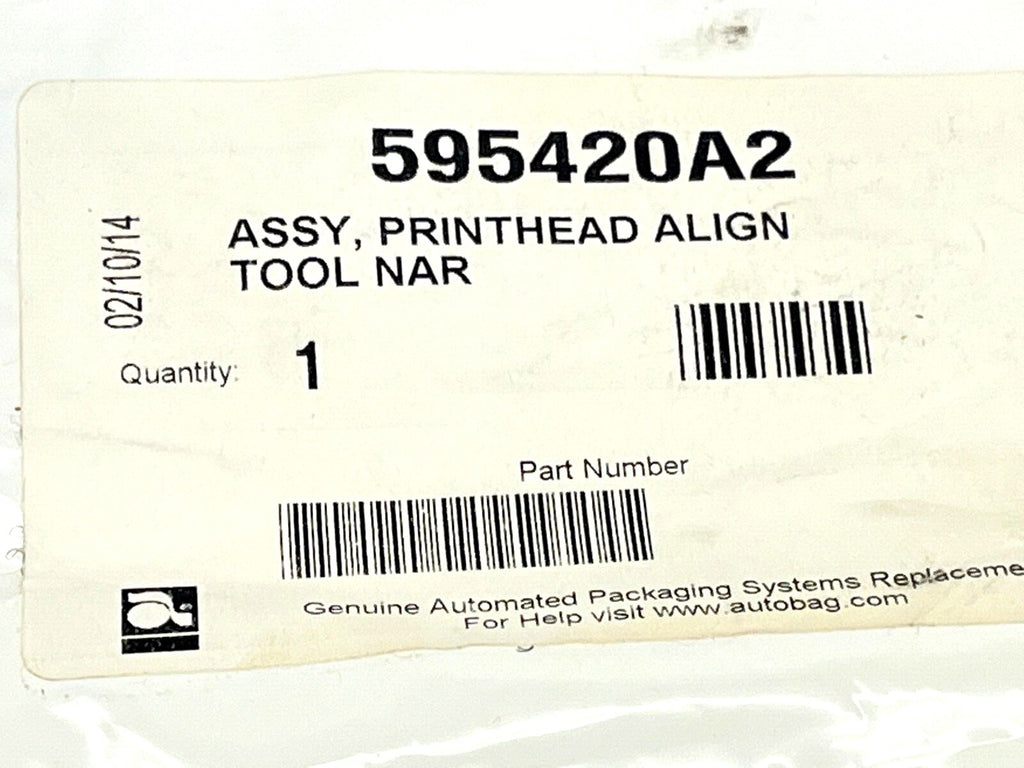 595420A2
ASSY, PRINTHEAD ALIGN
TOOL NAR
02/10/14
Quantity: 1
Part Number
Genuine Automated Packaging Systems Replaceme
For Help visit www.autobag.com